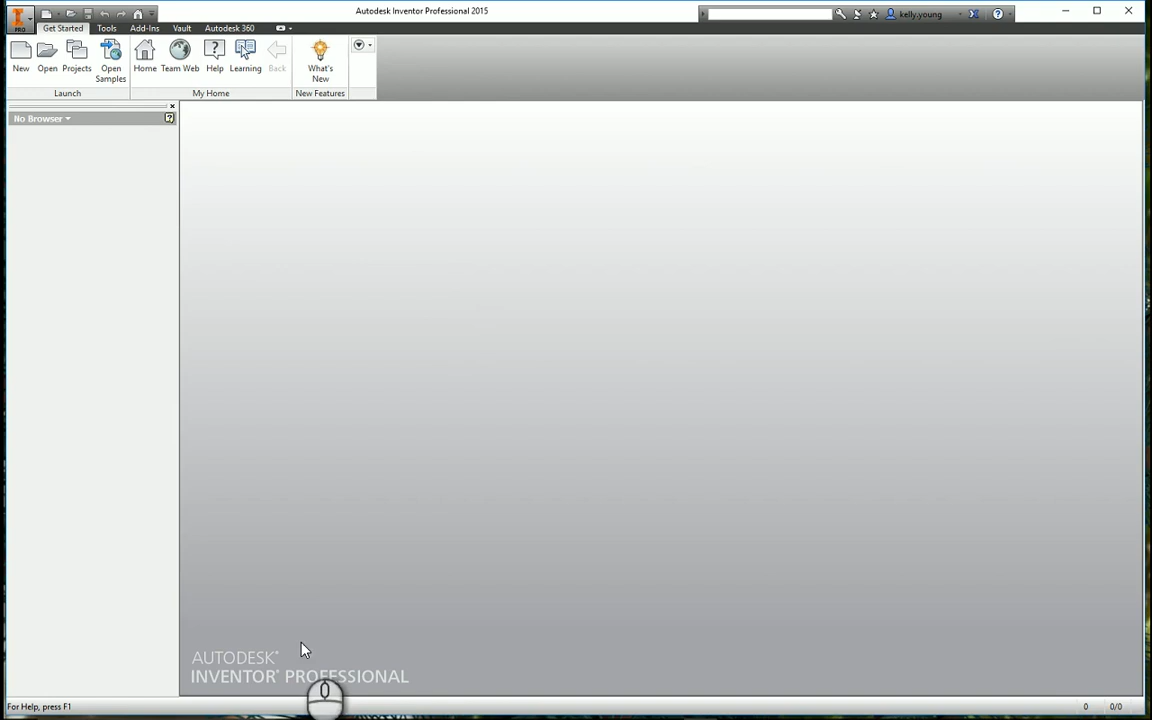 Autodesk Inventor Professional 2015
kelly.young
PRO
Get Started Tools Add-Ins Vault Autodesk 360
New Open Projects Open Samples Home Team Web Help Learning Back What's New
Launch My Home New Features
No Browser
AUTODESK®
INVENTOR® PROFESSIONAL
For Help, press F1 0 0/0